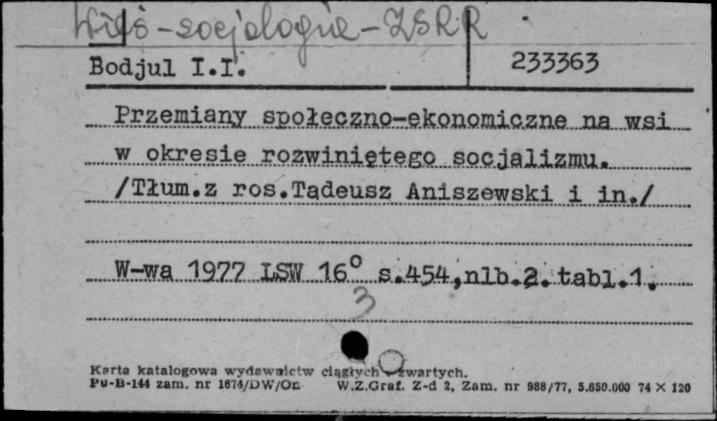 Wieś-socjologia-ZSRR
Bodjul I.I. 233363
Przemiany społeczno-ekonomiczne na wsi
w okresie rozwiniętego socjalizmu.
/Tłum.z ros.Tadeusz Aniszewski i in./
W-wa 1977 LSW 16° s.454,nlb.2.tabl.1.
3
Karta katalogowa wydawnictw ciągłych zwartych.
Pu-B-144 zam. nr 1674/DW/On W.Z.Graf. Z-d 2, Zam. nr 988/77, 5.650.000 74 × 120